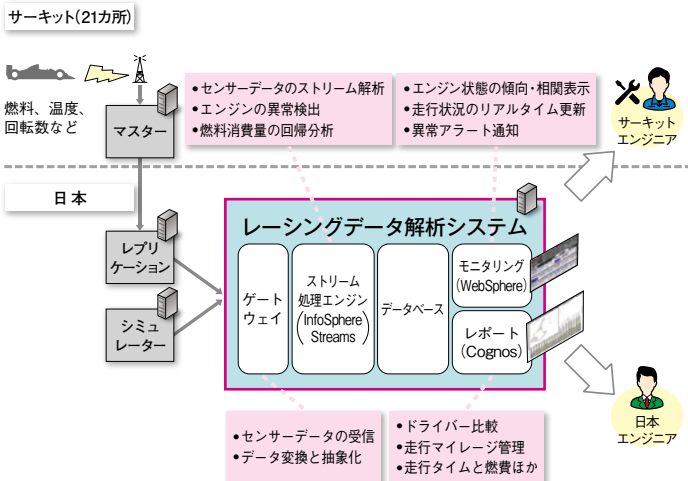 サーキット(21カ所)
燃料、温度、
回転数など
マスター
•センサーデータのストリーム解析
•エンジンの異常検出
•燃料消費量の回帰分析
•エンジン状態の傾向・相関表示
•走行状況のリアルタイム更新
•異常アラート通知
サーキット
エンジニア
日本
レプリ
ケーション
シミュ
レーター
レーシングデータ解析システム
ゲート
ウェイ
ストリーム
処理エンジン
(InfoSphere
Streams)
データベース
モニタリング
(WebSphere)
レポート
(Cognos)
•センサーデータの受信
•データ変換と抽象化
•ドライバー比較
•走行マイレージ管理
•走行タイムと燃費ほか
日本
エンジニア